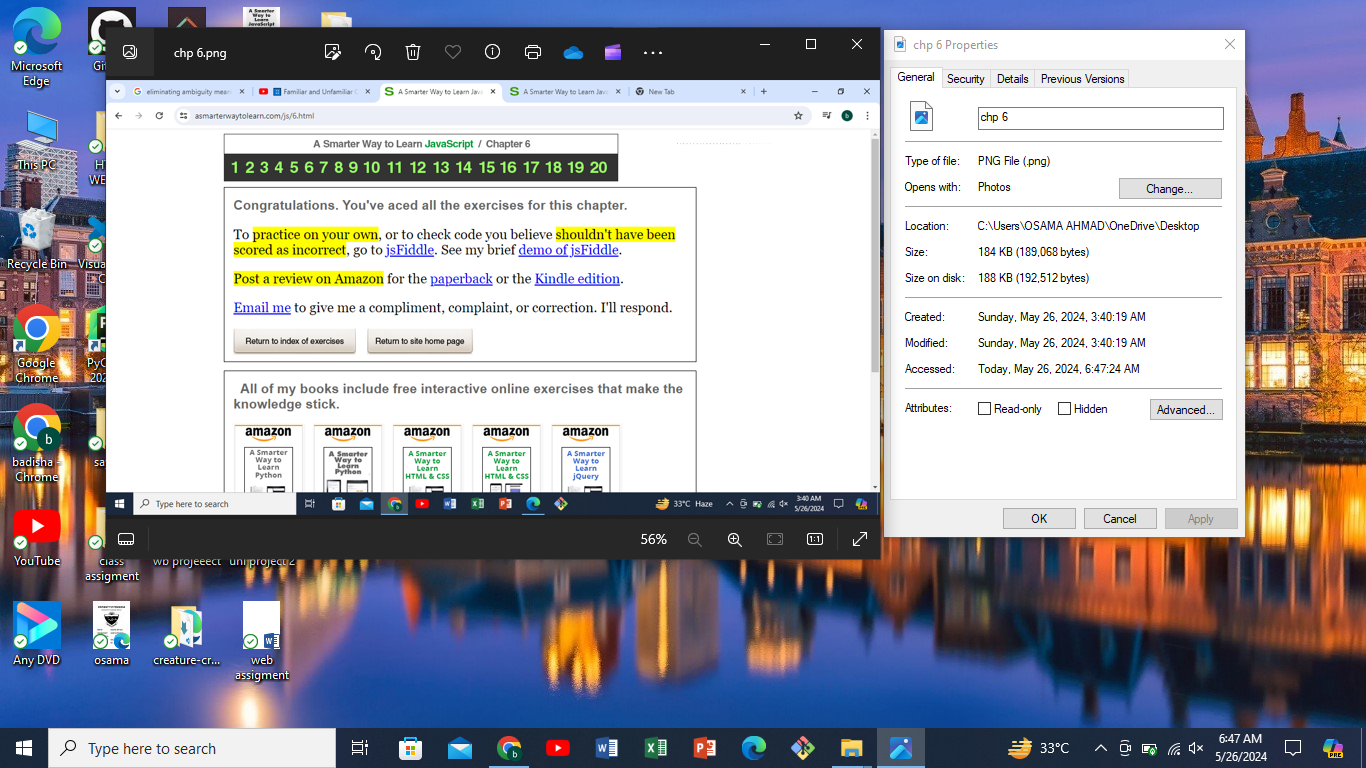 Microsoft
Edge
This PC
Recycle Bin
Google
Chrome
badisha -
Chrome
YouTube
class
assigment
wb projeect
uni project 2
Any DVD
osama
creature-cr...
web
assigment
A Smarter
Way to Learn
JavaScript
chp 6.png
eliminating ambiguity mean
Familiar and Unfamiliar C
A Smarter Way to Learn Jav
A Smarter Way to Learn Jav
New Tab
asmarterwaytolearn.com/js/6.html
b
A Smarter Way to Learn JavaScript / Chapter 6
1 2 3 4 5 6 7 8 9 10 11 12 13 14 15 16 17 18 19 20
Congratulations. You've aced all the exercises for this chapter.
To practice on your own, or to check code you believe shouldn't have been
scored as incorrect, go to jsFiddle. See my brief demo of jsFiddle.
Post a review on Amazon for the paperback or the Kindle edition.
Email me to give me a compliment, complaint, or correction. I'll respond.
Return to index of exercises Return to site home page
All of my books include free interactive online exercises that make the
knowledge stick.
amazon amazon amazon amazon amazon
A Smarter
Way to
Learn
Python
A Smarter
Way to
Learn
Python
A Smarter
Way to
Learn
HTML & CSS
A Smarter
Way to
Learn
HTML & CSS
A Smarter
Way to
Learn
jQuery
Type here to search
33°C Haze
3:40 AM
5/26/2024
56%
1:1
chp 6 Properties
General Security Details Previous Versions
chp 6
Type of file: PNG File (.png)
Opens with: Photos Change...
Location: C:\Users\OSAMA AHMAD\OneDrive\Desktop
Size: 184 KB (189,068 bytes)
Size on disk: 188 KB (192,512 bytes)
Created: Sunday, May 26, 2024, 3:40:19 AM
Modified: Sunday, May 26, 2024, 3:40:19 AM
Accessed: Today, May 26, 2024, 6:47:24 AM
Attributes: Read-only Hidden Advanced...
OK Cancel Apply
Type here to search
33°C
6:47 AM
5/26/2024
PRE